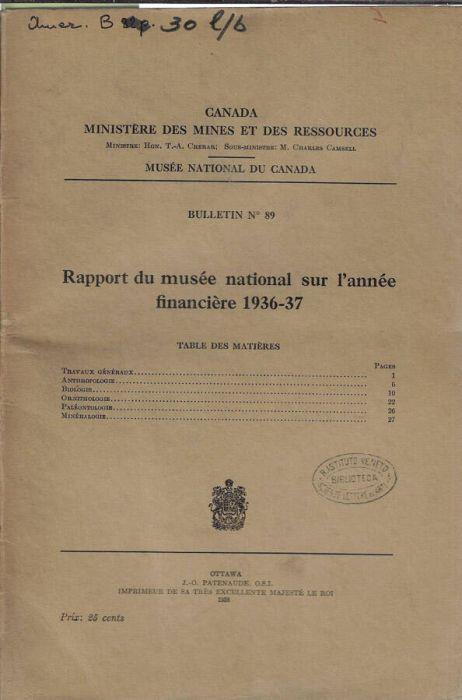 Amer. B 30 l/b
CANADA
MINISTÈRE DES MINES ET DES RESSOURCES
MINISTRE: HON. T.-A. CRERAR; SOUS-MINISTRE: M. CHARLES CAMSELL
MUSÉE NATIONAL DU CANADA
BULLETIN N° 89
Rapport du musée national sur l'année
financière 1936-37
TABLE DES MATIÈRES
PAGES
TRAVAUX GÉNÉRAUX 1
ANTHROPOLOGIE 6
BIOLOGIE 10
ORNITHOLOGIE 22
PALÉONTOLOGIE 26
MINÉRALOGIE 27
R. ISTITUTO VENETO
BIBLIOTECA
LETTERE
OTTAWA
J.-O. PATENAUDE, O.S.I.
IMPRIMEUR DE SA TRÈS EXCELLENTE MAJESTÉ LE ROI
1938
Prix: 25 cents